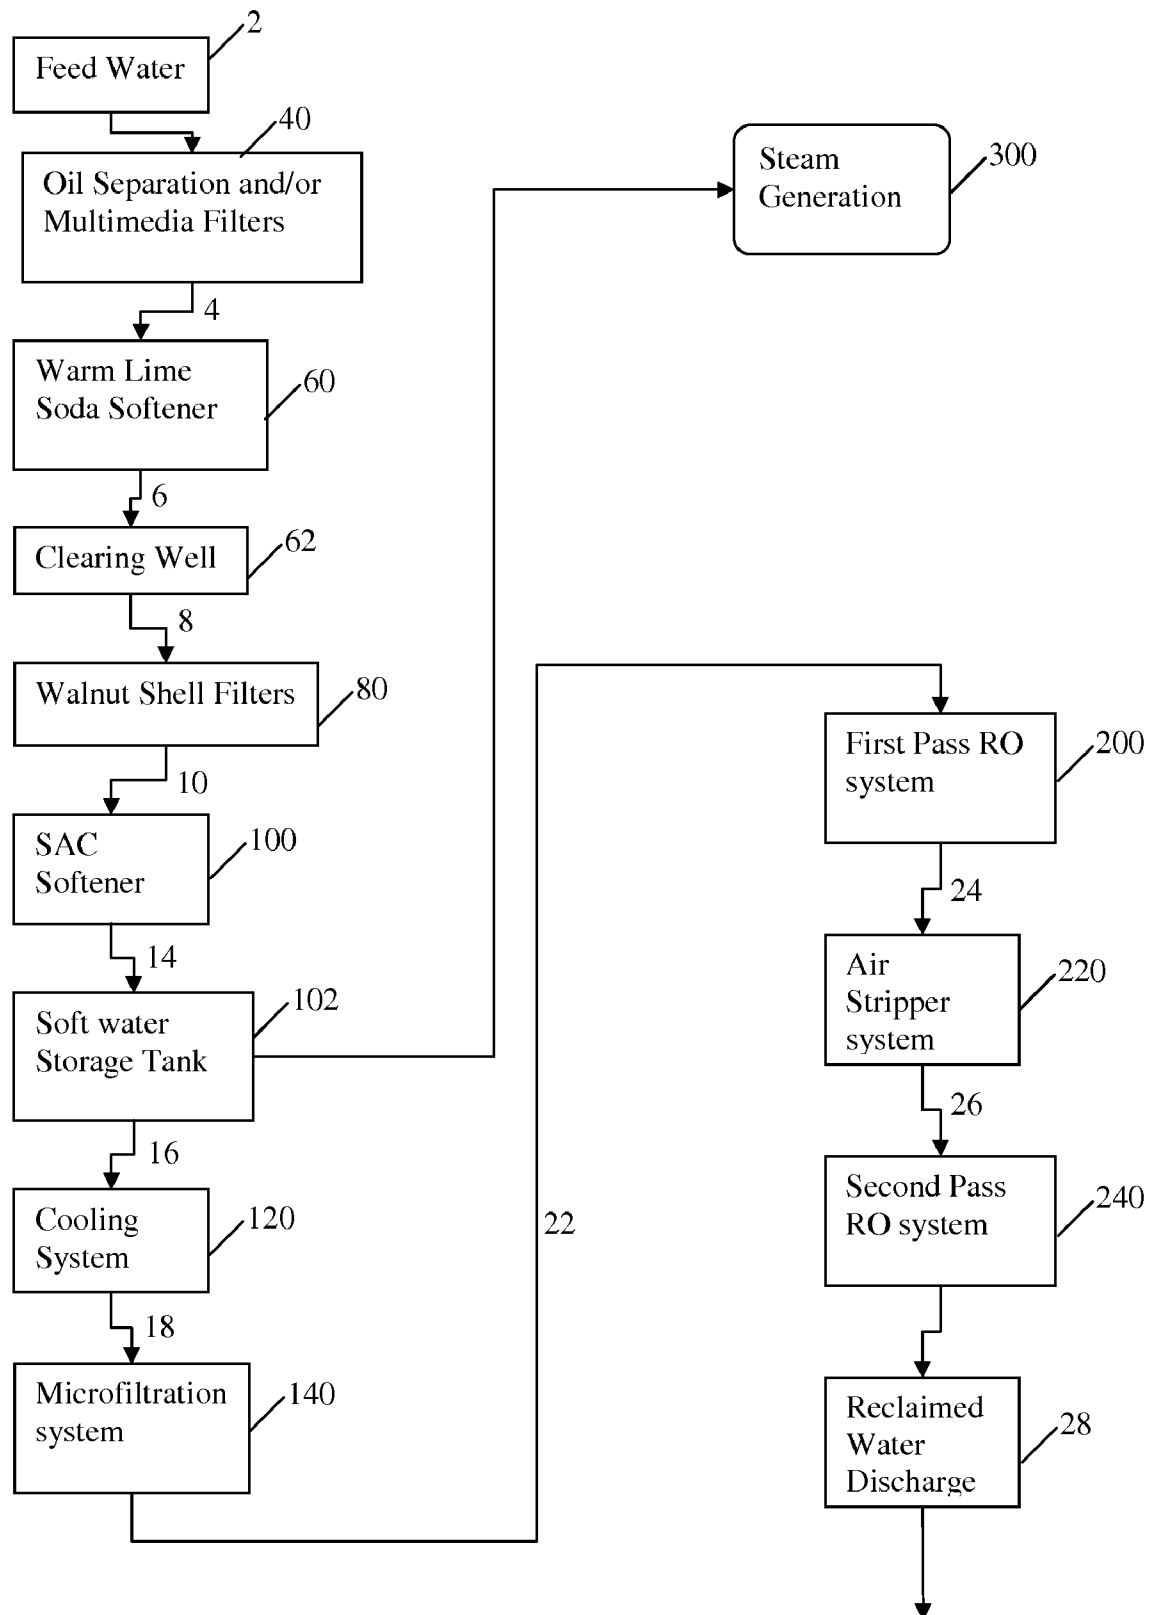 2
Feed Water
40
Oil Separation and/or
Multimedia Filters
4
Warm Lime
Soda Softener
60
6
Clearing Well
62
8
Walnut Shell Filters
80
10
SAC
Softener
100
14
Soft water
Storage Tank
102
16
Cooling
System
120
18
Microfiltration
system
140
22
Steam
Generation
300
First Pass RO
system
200
24
Air
Stripper
system
220
26
Second Pass
RO system
240
Reclaimed
Water
Discharge
28